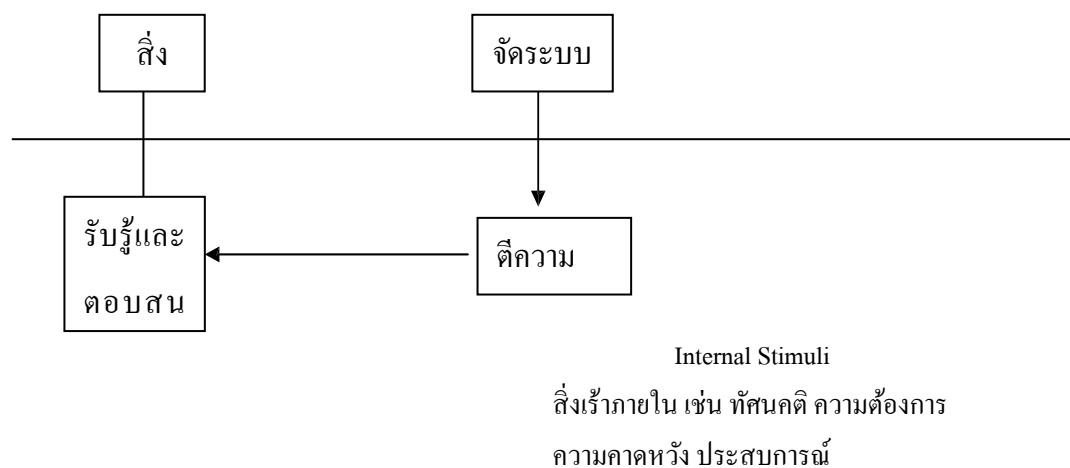 สิ่ง
จัดระบบ
รับรู้และ
ตอบสน
ตีความ
Internal Stimuli
สิ่งเร้าภายใน เช่น ทัศนคติ ความต้องการ
ความคาดหวัง ประสบการณ์